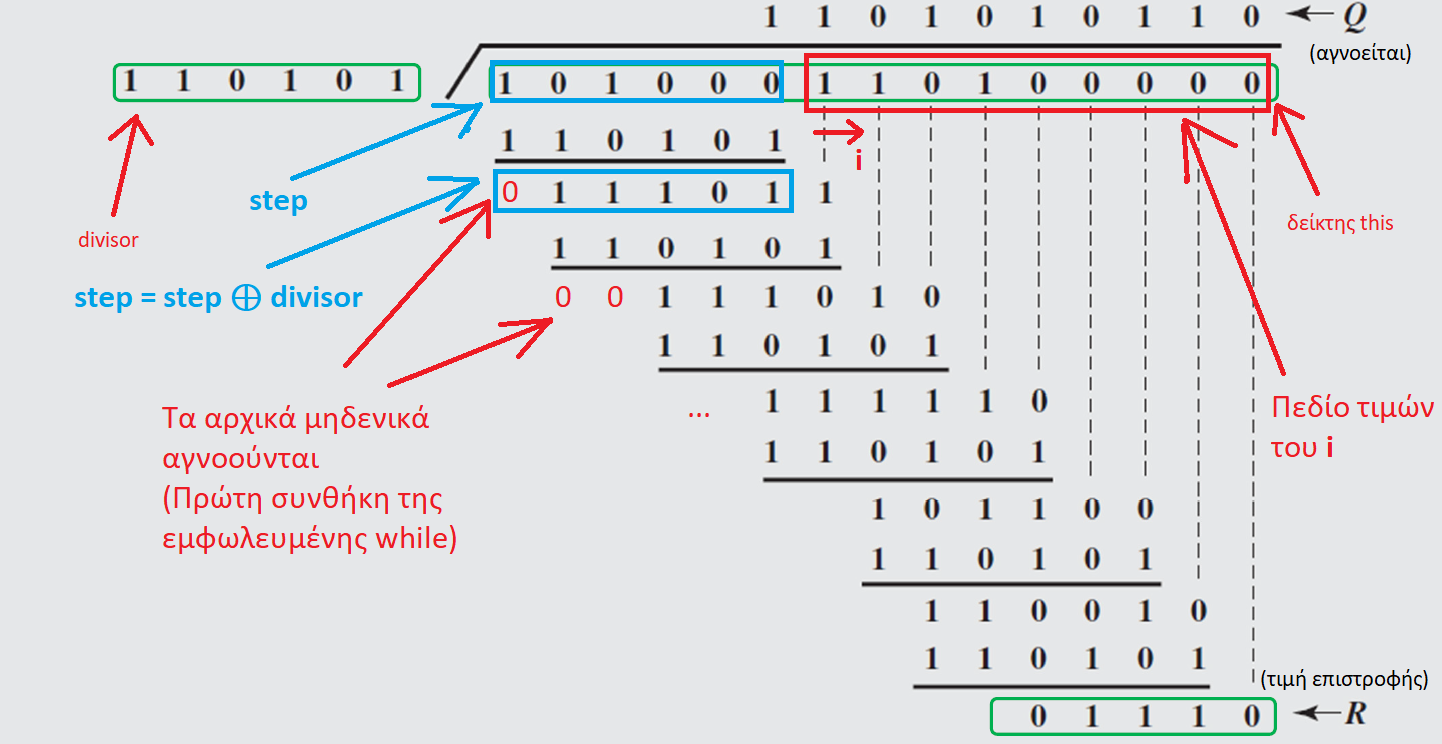 1 1 0 1 0 1 0 1 1 0 ← Q
(αγνοείται)
1 1 0 1 0 1
1 0 1 0 0 0 1 1 0 1 0 0 0 0 0
1 1 0 1 0 1
i
0 1 1 1 0 1 1
step
divisor
δείκτης this
1 1 0 1 0 1
step = step ⊕ divisor
0 0 1 1 1 0 1 0
1 1 0 1 0 1
Τα αρχικά μηδενικά
αγνοούνται
(Πρώτη συνθήκη της
εμφωλευμένης while)
...
1 1 1 1 1 0
Πεδίο τιμών
του i
1 1 0 1 0 1
1 0 1 1 0 0
1 1 0 1 0 1
1 1 0 0 1 0
1 1 0 1 0 1
(τιμή επιστροφής)
0 1 1 1 0 ← R